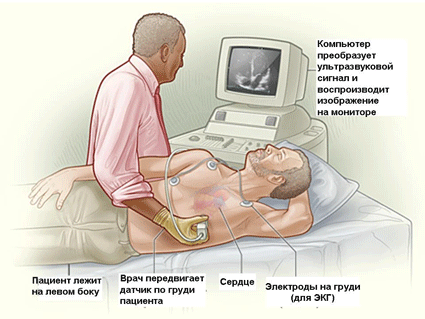 Компьютер
преобразует
ультразвуковой
сигнал и
воспроизводит
изображение
на мониторе
Пациент лежит
на левом боку
Врач передвигает
датчик по груди
пациента
Сердце
Электроды на груди
(для ЭКГ)